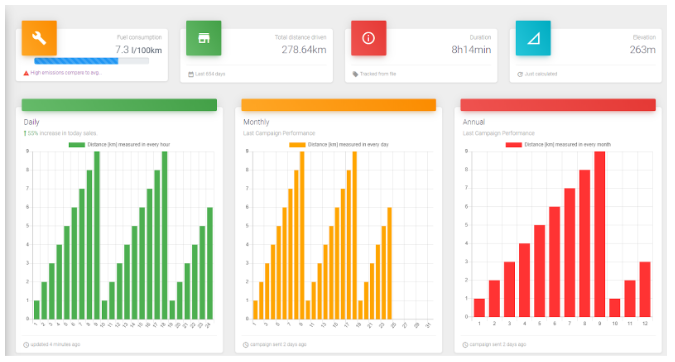 Fuel consumption
7.3 l/100km
High emissions compare to avg.
Total distance driven
278.64km
Last 654 days
Duration
8h14min
Tracked from file
Elevation
263m
Just calculated
Daily
55% increase in today sales.
Distance [km] measured in every hour
9
8
7
6
5
4
3
2
1
0
1 2 3 4 5 6 7 8 9 10 11 12 13 14 15 16 17 18 19 20 21 22 23 24
updated 4 minutes ago
Monthly
Last Campaign Performance
Distance [km] measured in every day
9
8
7
6
5
4
3
2
1
0
1 3 5 7 9 11 13 15 17 19 21 23 25 27 29 31
campaign sent 2 days ago
Annual
Last Campaign Performance
Distance [km] measured in every month
9
8
7
6
5
4
3
2
1
0
1 2 3 4 5 6 7 8 9 10 11 12
campaign sent 2 days ago